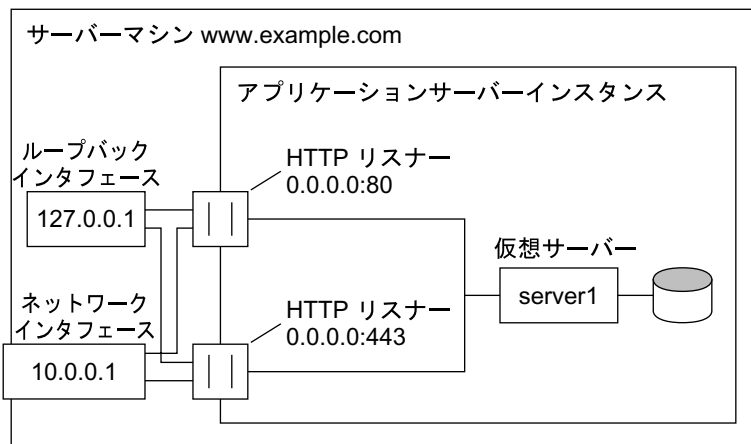 サーバーマシン www.example.com
アプリケーションサーバーインスタンス
ループバック
インタフェース
127.0.0.1
HTTP リスナー
0.0.0.0:80
仮想サーバー
server1
ネットワーク
インタフェース
10.0.0.1
HTTP リスナー
0.0.0.0:443